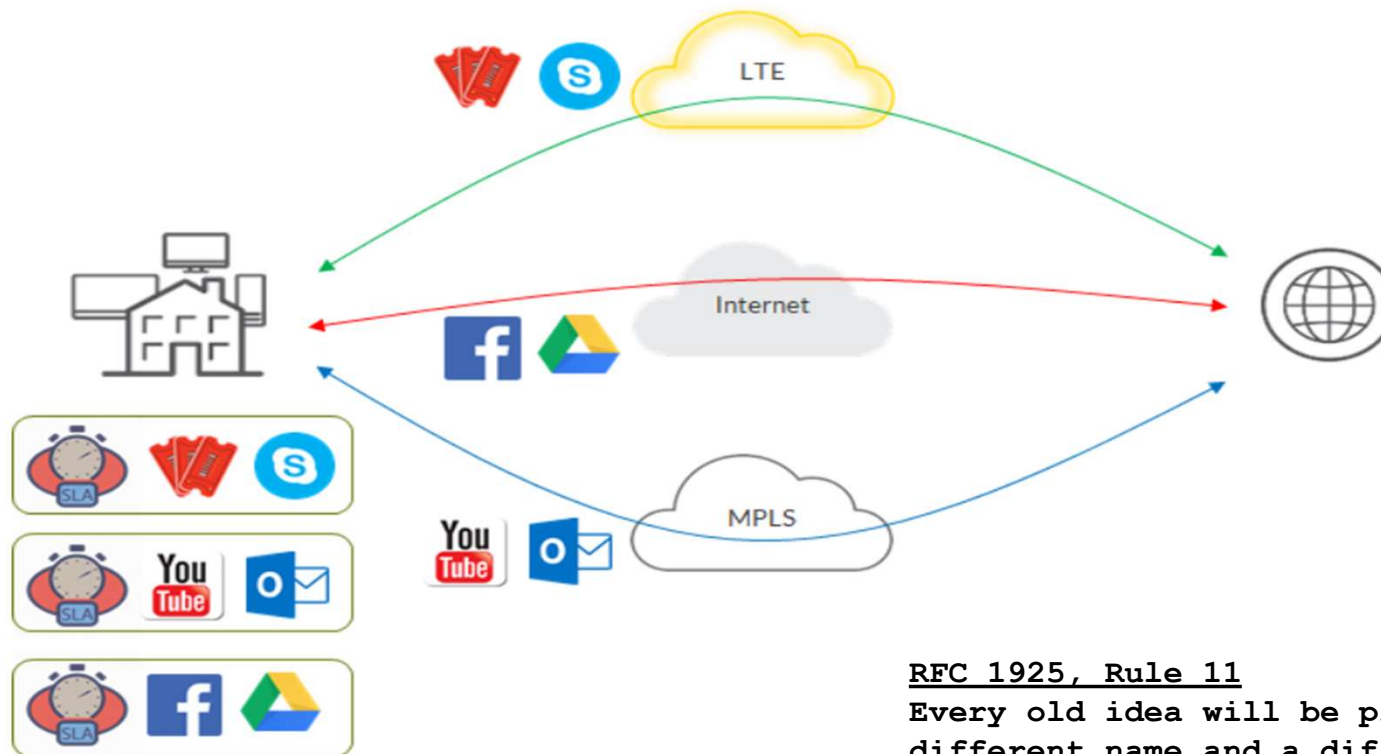 LTE
S
Internet
f
MPLS
You
Tube
O
SLA
S
SLA
You
Tube
O
SLA
f
RFC 1925, Rule 11
Every old idea will be
different name and a